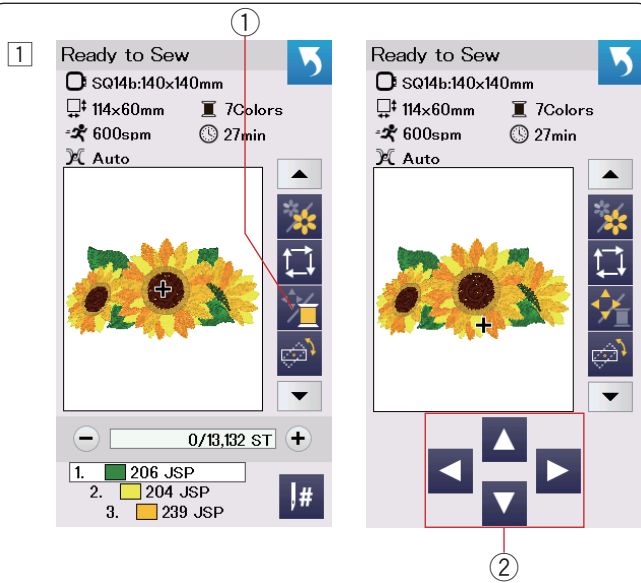 ①
1
Ready to Sew
SQ14b:140x140mm
114x60mm 7Colors
600spm 27min
Auto
0/13,132 ST
1. 206 JSP
2. 204 JSP
3. 239 JSP
#
Ready to Sew
SQ14b:140x140mm
114x60mm 7Colors
600spm 27min
Auto
②